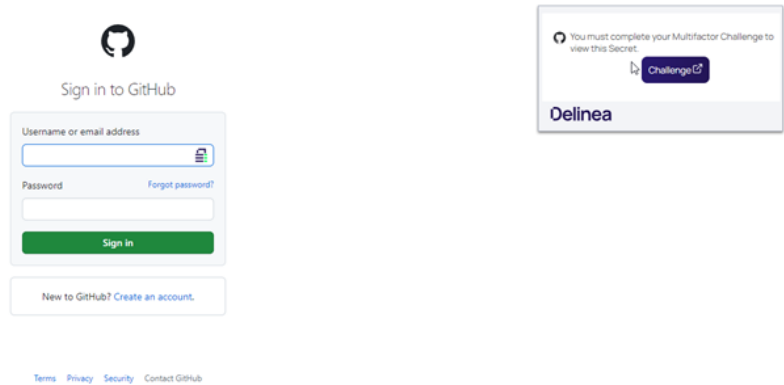 Sign in to GitHub
Username or email address
Password Forgot password?
Sign in
New to GitHub? Create an account.
Terms Privacy Security Contact GitHub
You must complete your Multifactor Challenge to
view this Secret.
Challenge
Delinea